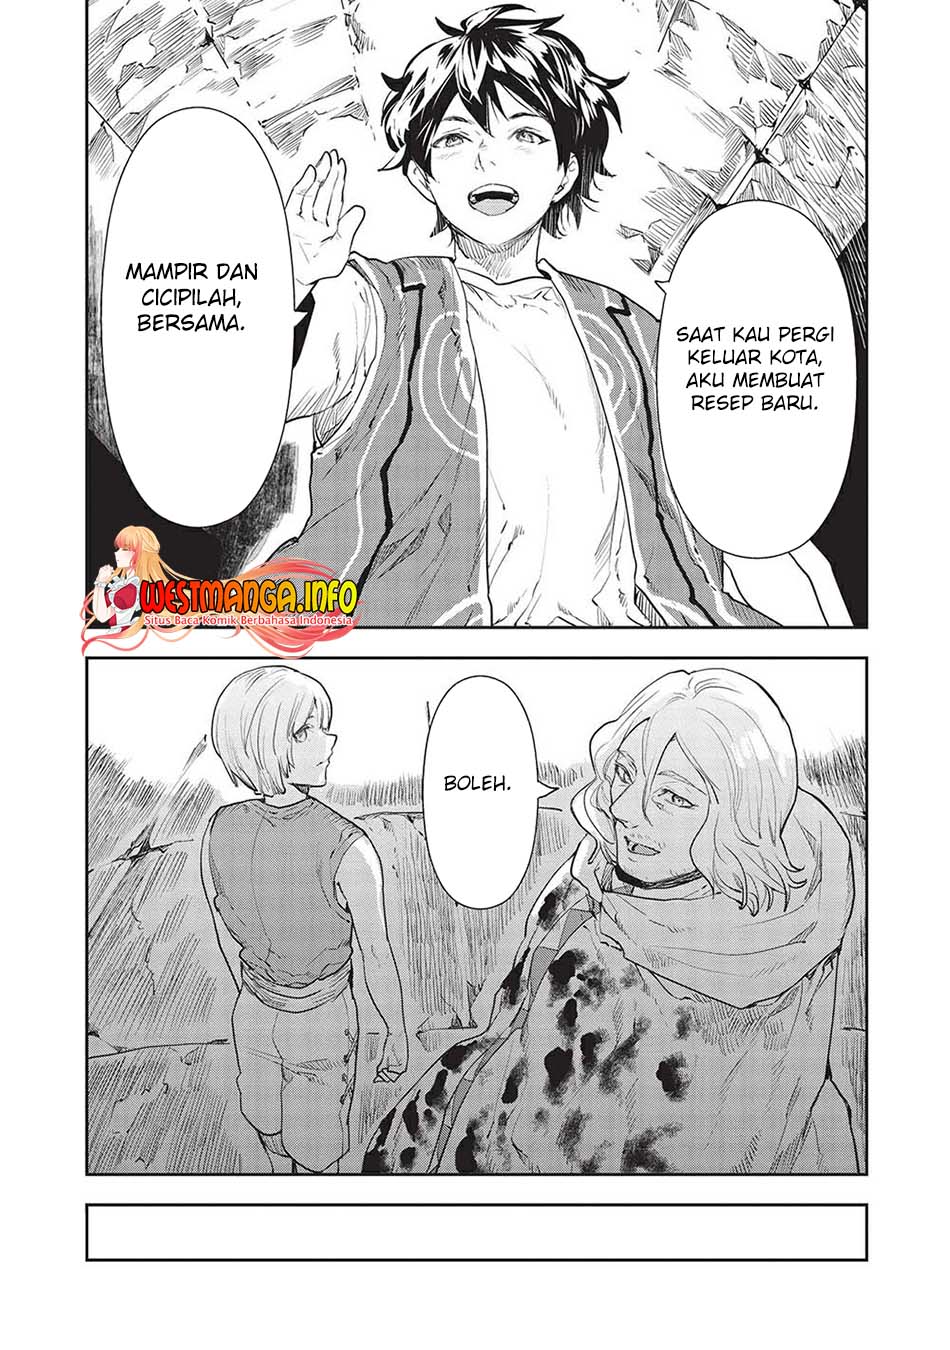 SAAT KAU PERGI
KELUAR KOTA,
AKU MEMBUAT
RESEP BARU.
MAMPIR DAN
CICIPILAH,
BERSAMA.
WESTMANGA.INFO
Situs Baca Komik Berbahasa Indonesia
BOLEH.